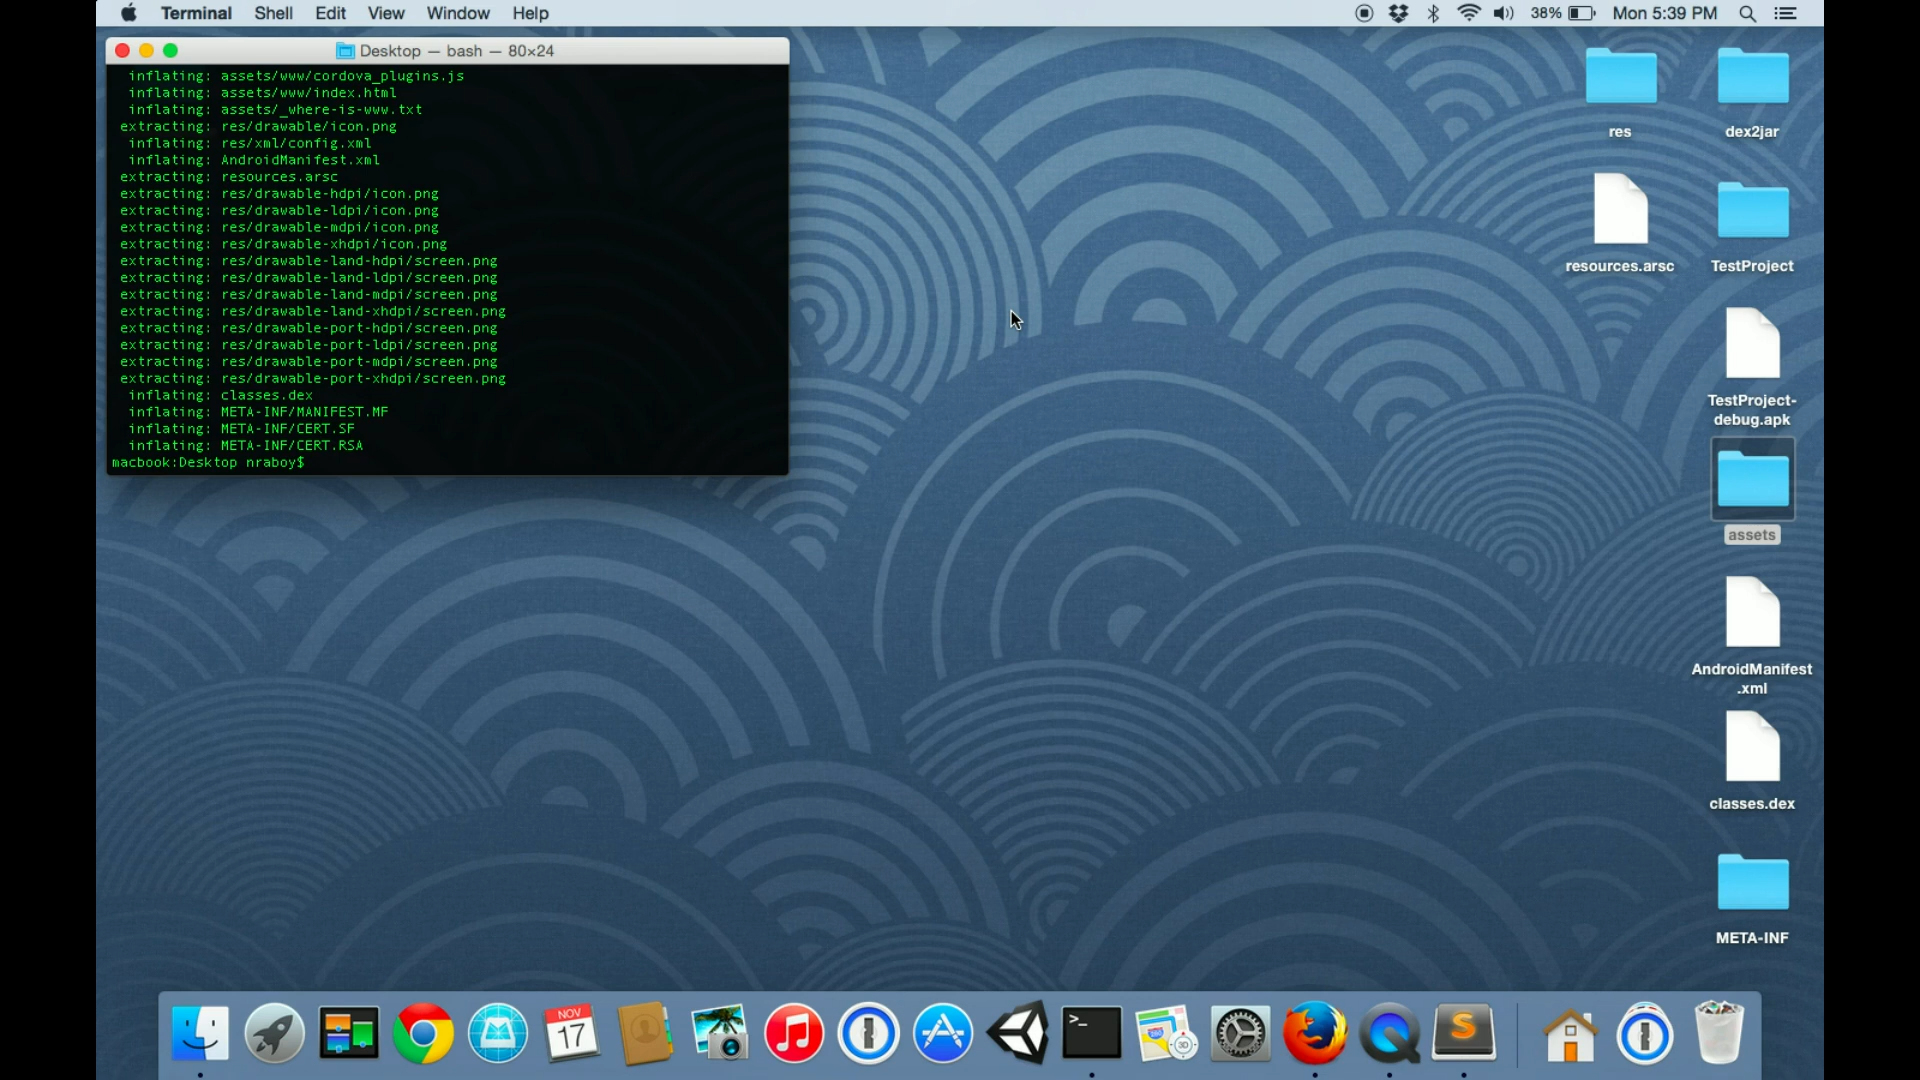 Terminal Shell Edit View Window Help 38% Mon 5:39 PM
Desktop — bash — 80×24
inflating: assets/www/cordova_plugins.js
inflating: assets/www/index.html
inflating: assets/_where-is-www.txt
extracting: res/drawable/icon.png
inflating: res/xml/config.xml
inflating: AndroidManifest.xml
extracting: resources.arsc
extracting: res/drawable-hdpi/icon.png
extracting: res/drawable-ldpi/icon.png
extracting: res/drawable-mdpi/icon.png
extracting: res/drawable-xhdpi/icon.png
extracting: res/drawable-land-hdpi/screen.png
extracting: res/drawable-land-ldpi/screen.png
extracting: res/drawable-land-mdpi/screen.png
extracting: res/drawable-land-xhdpi/screen.png
extracting: res/drawable-port-hdpi/screen.png
extracting: res/drawable-port-ldpi/screen.png
extracting: res/drawable-port-mdpi/screen.png
extracting: res/drawable-port-xhdpi/screen.png
inflating: classes.dex
inflating: META-INF/MANIFEST.MF
inflating: META-INF/CERT.SF
inflating: META-INF/CERT.RSA
macbook:Desktop nraboy$
res
dex2jar
resources.arsc
TestProject
TestProject-
debug.apk
assets
AndroidManifest
.xml
classes.dex
META-INF
NOV
17
>_
280
3D
S